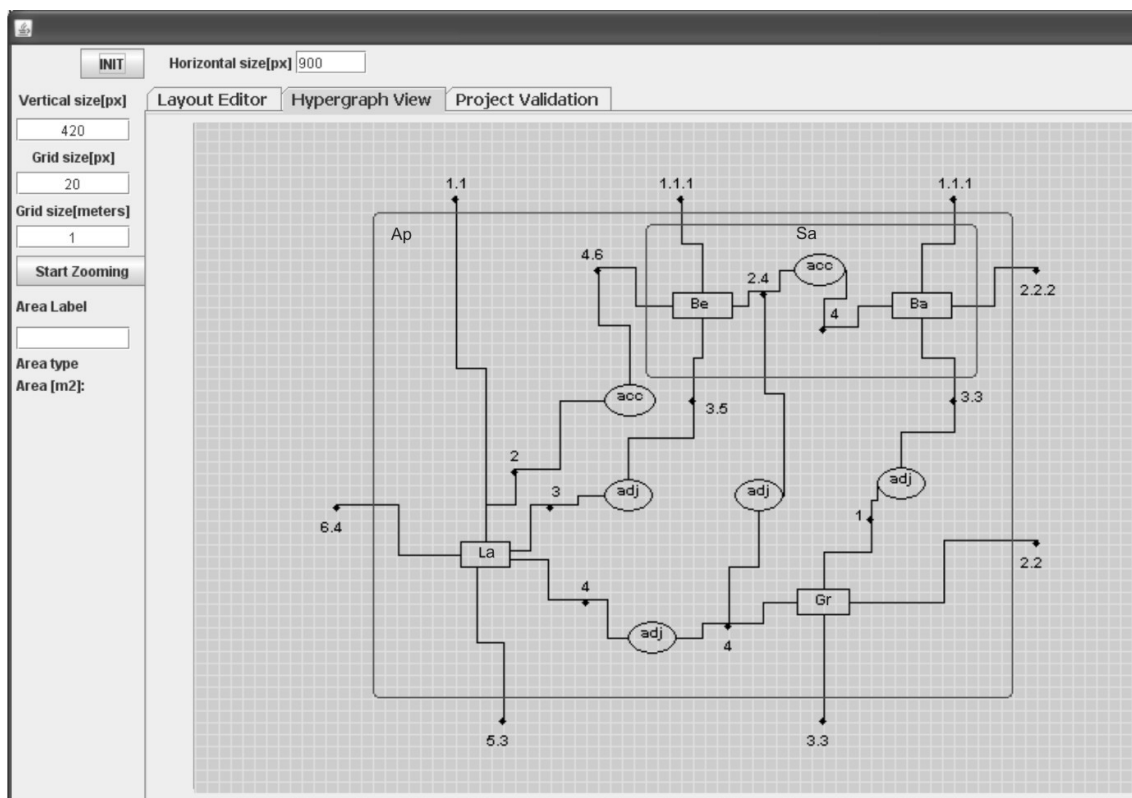 INIT
Horizontal size[px] 900
Vertical size[px]
420
Grid size[px]
20
Grid size[meters]
1
Start Zooming
Area Label
Area type
Area [m2]:
Layout Editor Hypergraph View Project Validation
1.1 1.1.1 1.1.1
Ap Sa
4.6 2.4 acc 2.2.2
Be 4 Ba
acc 3.5 3.3
2
3 adj adj adj
6.4 1
La 2.2
4 Gr
adj 4
5.3 3.3